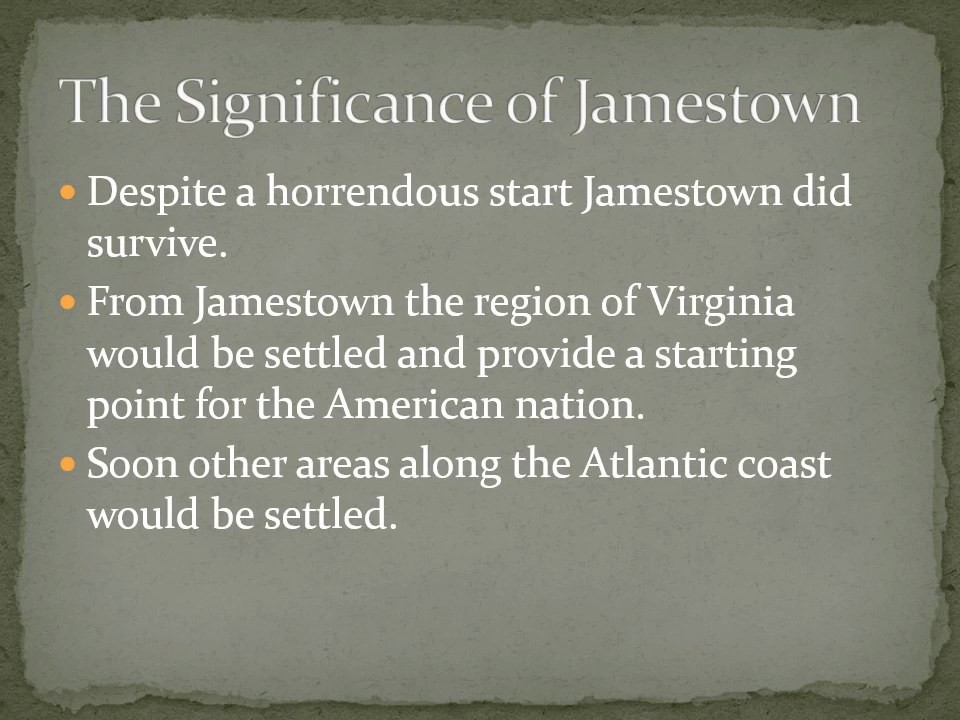 The Significance of Jamestown
• Despite a horrendous start Jamestown did
survive.
• From Jamestown the region of Virginia
would be settled and provide a starting
point for the American nation.
• Soon other areas along the Atlantic coast
would be settled.